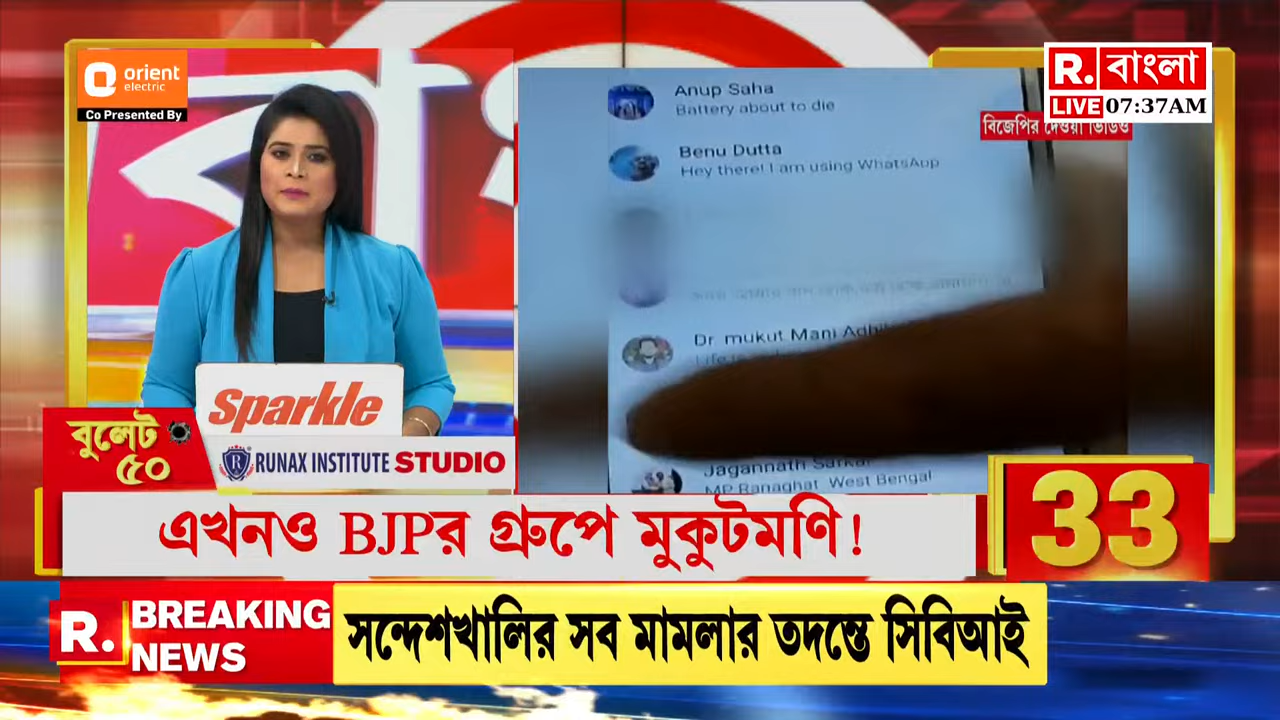 orient
electric
Co Presented By
R. বাংলা
LIVE 07:37AM
বিজেপির দেওয়া ভিডিও
Anup Saha
Battery about to die
Benu Dutta
Hey there! I am using WhatsApp
Dr mukut Mani
Jagannath Sarkar
MP Ranaghat West Bengal
Sparkle
RUNAX INSTITUTE STUDIO
বুলেট
৫০
এখনও BJPর গ্রুপে মুকুটমণি!
33
R. BREAKING
NEWS
সন্দেশখালির সব মামলার তদন্তে সিবিআই